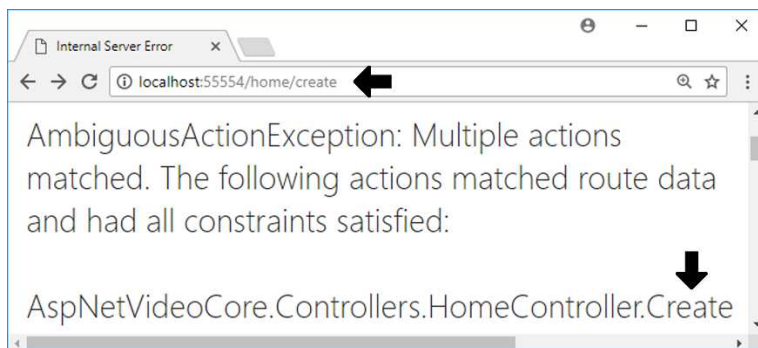 Internal Server Error
localhost:55554/home/create
AmbiguousActionException: Multiple actions
matched. The following actions matched route data
and had all constraints satisfied:
AspNetVideoCore.Controllers.HomeController.Create